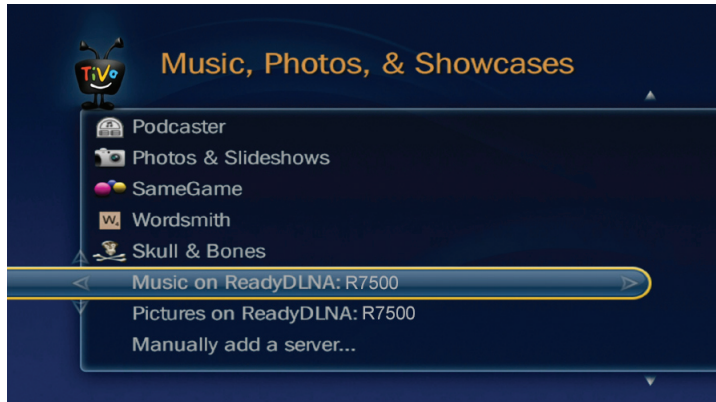 TiVo
Music, Photos, & Showcases
Podcaster
Photos & Slideshows
SameGame
W.
Wordsmith
Skull & Bones
Music on ReadyDLNA: R7500
Pictures on ReadyDLNA: R7500
Manually add a server...